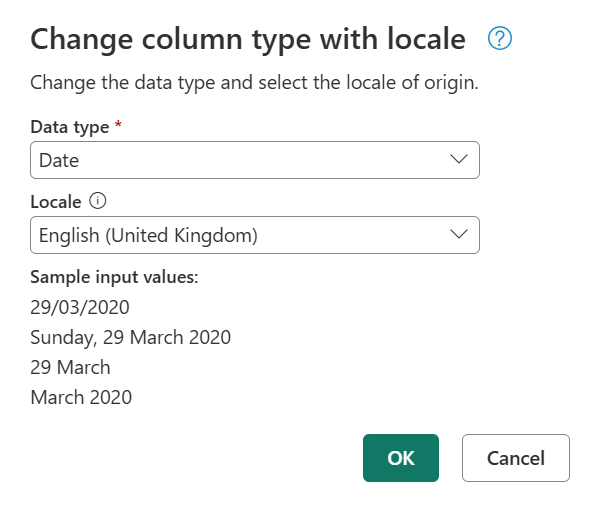 Change column type with locale
Change the data type and select the locale of origin.
Data type *
Date
Locale
English (United Kingdom)
Sample input values:
29/03/2020
Sunday, 29 March 2020
29 March
March 2020
OK
Cancel